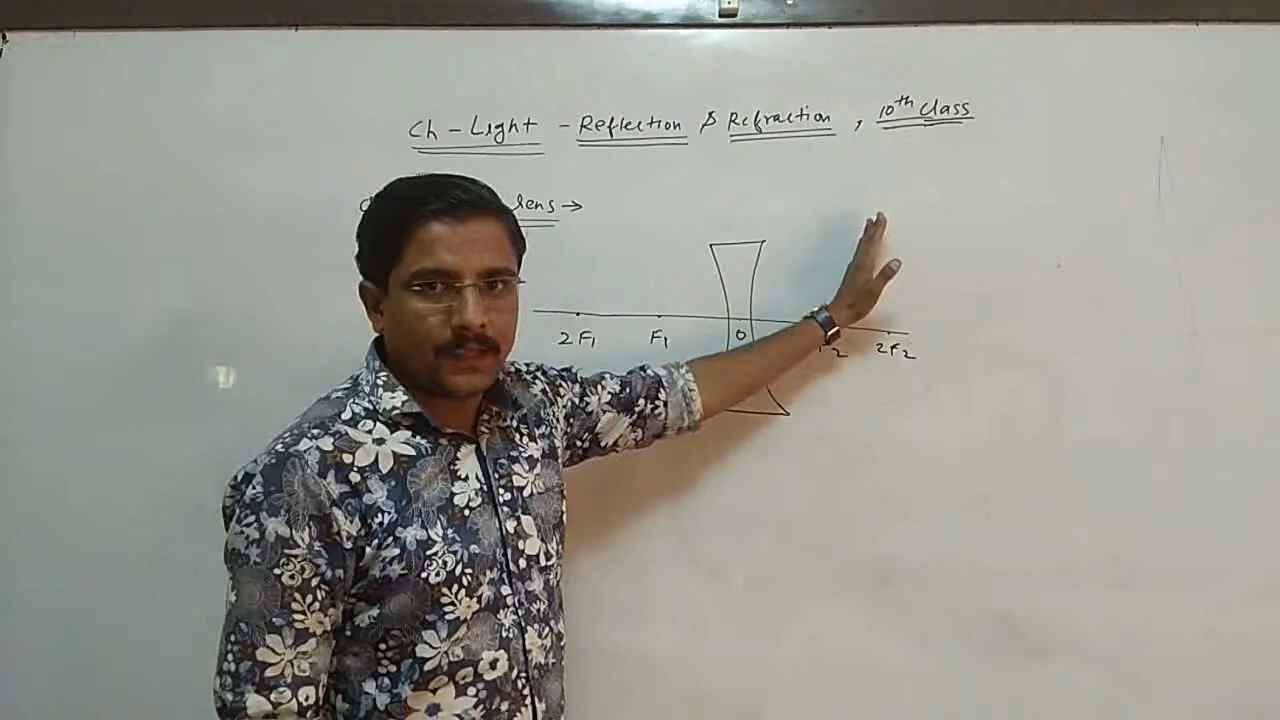 Ch - Light - Reflection & Refraction, 10th Class
lens →
2F1 F1 O 2F2